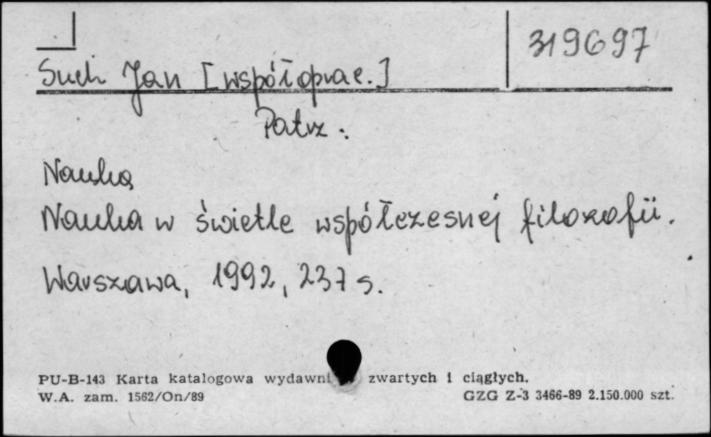 319697
Such Jan [współoprac.]
Patrz:
Nauka
Nauka w świetle współczesnej filozofii.
Warszawa, 1992, 237 s.
PU-B-143 Karta katalogowa wydawni zwartych i ciągłych.
W.A. zam. 1562/On/89 GZG Z-3 3466-89 2.150.000 szt.